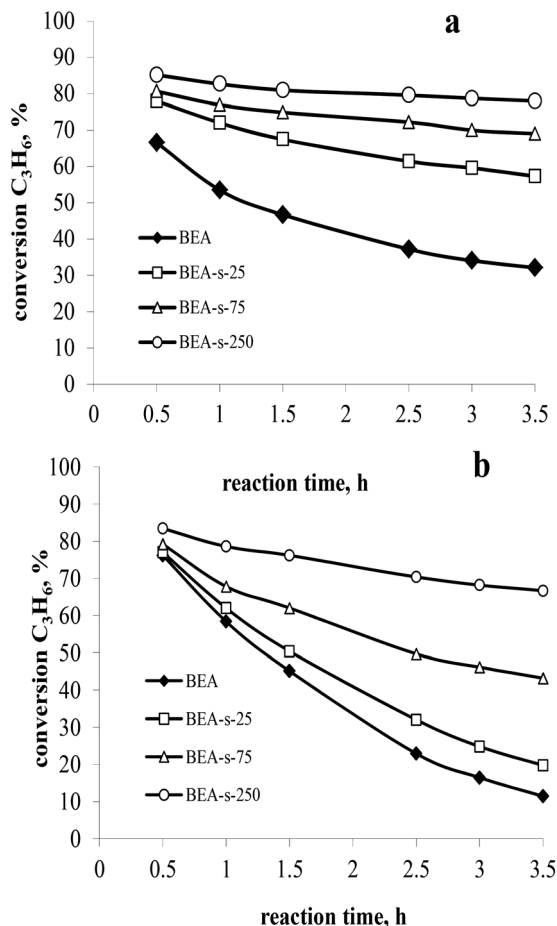 a
conversion C₃H₆, %
100
90
80
70
60
50
40
30
20
10
0
BEA
BEA-s-25
BEA-s-75
BEA-s-250
0 0.5 1 1.5 2 2.5 3 3.5
reaction time, h
b
conversion C₃H₆, %
100
90
80
70
60
50
40
30
20
10
0
BEA
BEA-s-25
BEA-s-75
BEA-s-250
0 0.5 1 1.5 2 2.5 3 3.5
reaction time, h